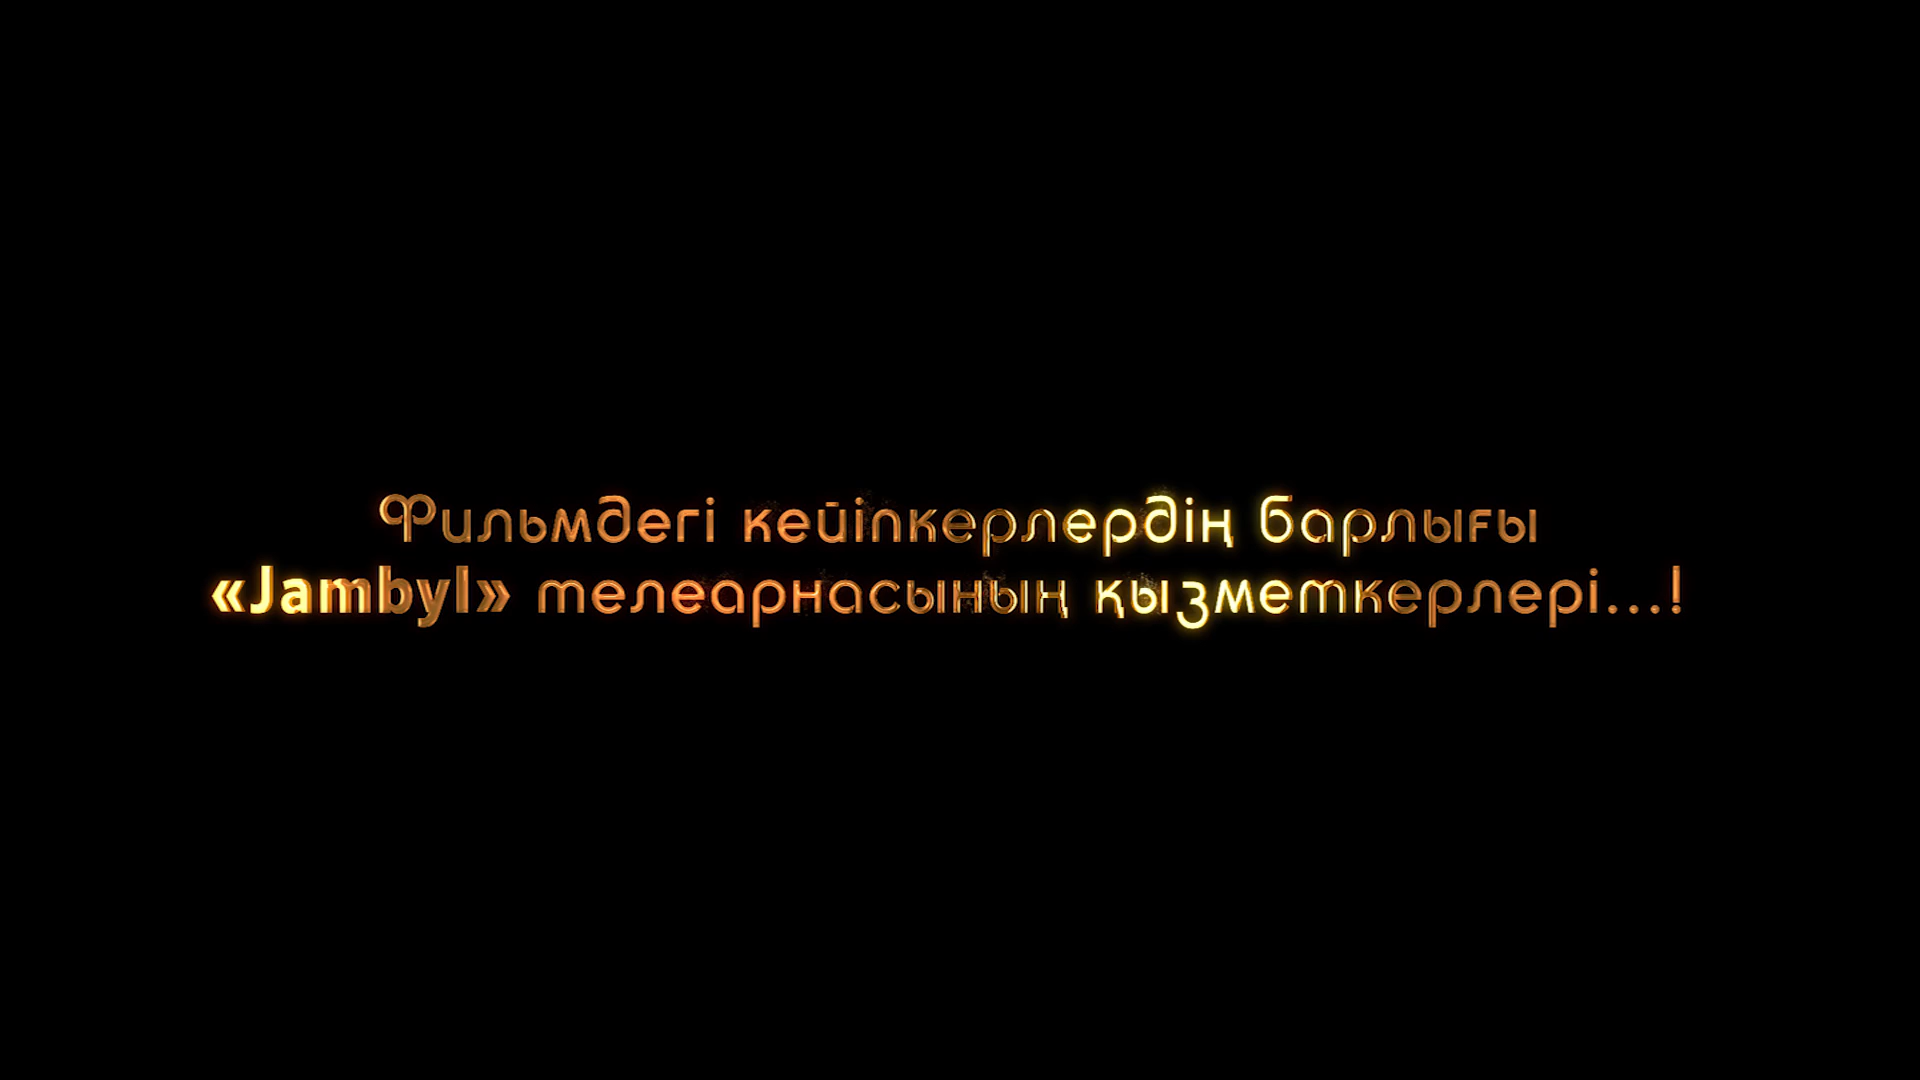 Фильмдегі кейіпкерлердің барлығы
«Jambyl» телеарнасының қызметкерлері...!